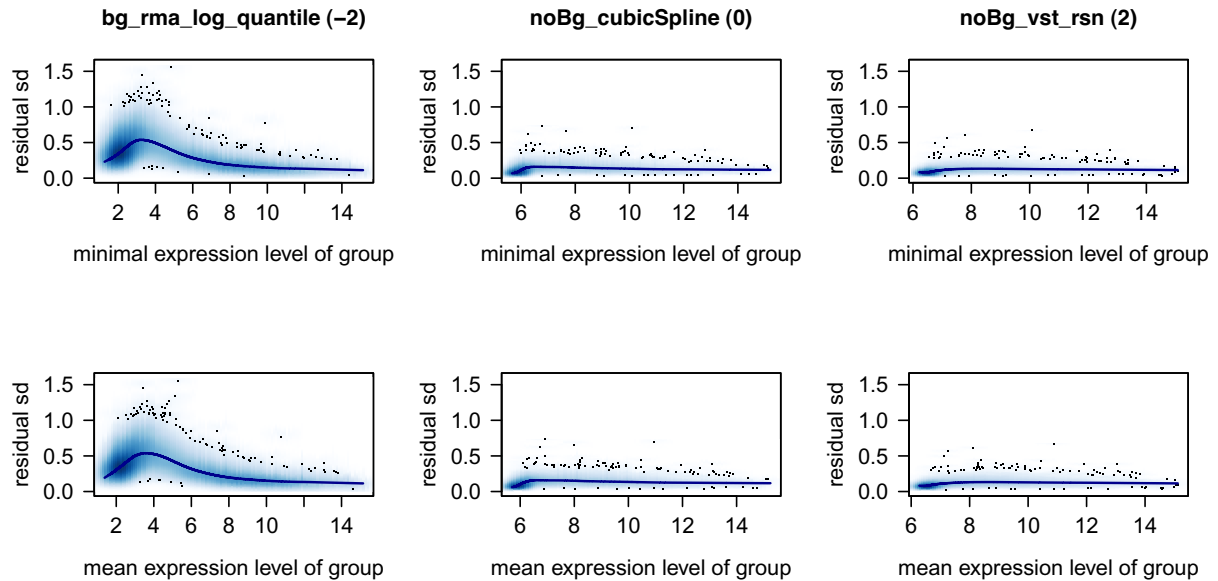 bg_rma_log_quantile (−2) noBg_cubicSpline (0) noBg_vst_rsn (2)
residual sd
1.5
1.0
0.5
0.0
2 4 6 8 10 14
minimal expression level of group
residual sd
1.5
1.0
0.5
0.0
6 8 10 12 14
minimal expression level of group
residual sd
1.5
1.0
0.5
0.0
6 8 10 12 14
minimal expression level of group
residual sd
1.5
1.0
0.5
0.0
2 4 6 8 10 14
mean expression level of group
residual sd
1.5
1.0
0.5
0.0
6 8 10 12 14
mean expression level of group
residual sd
1.5
1.0
0.5
0.0
6 8 10 12 14
mean expression level of group